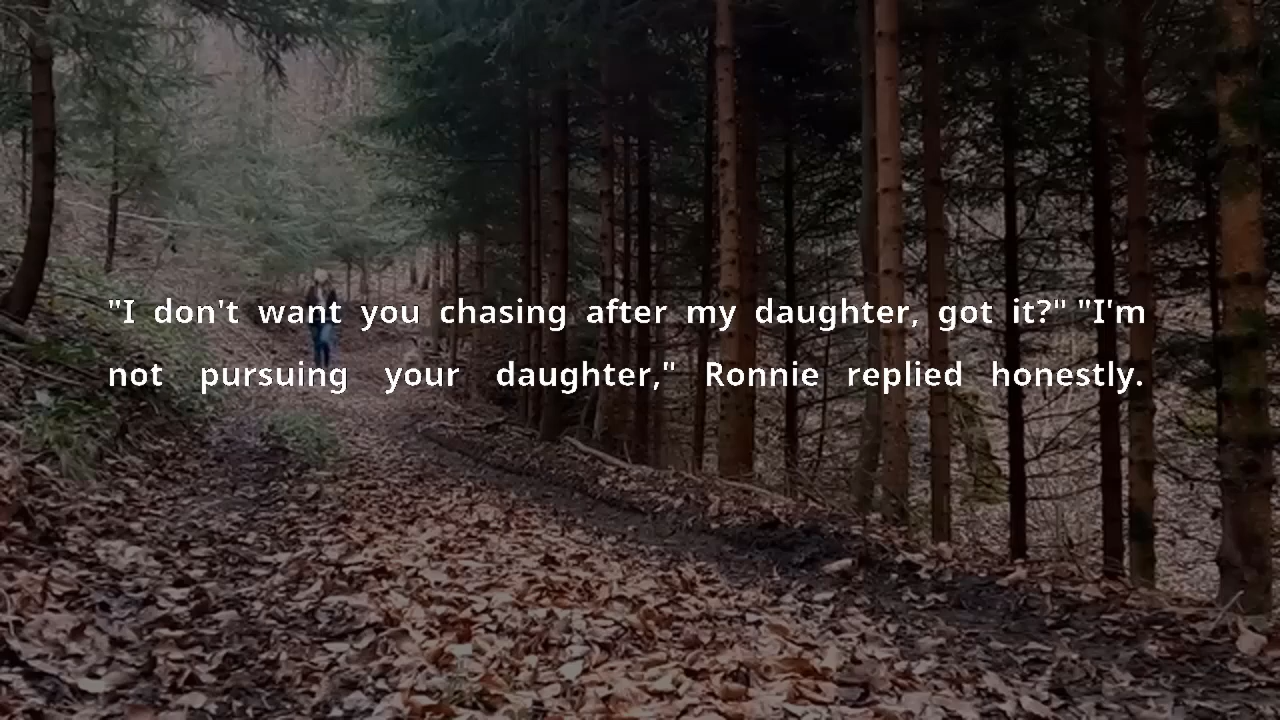 "I don't want you chasing after my daughter, got it?" "I'm
not pursuing your daughter," Ronnie replied honestly.